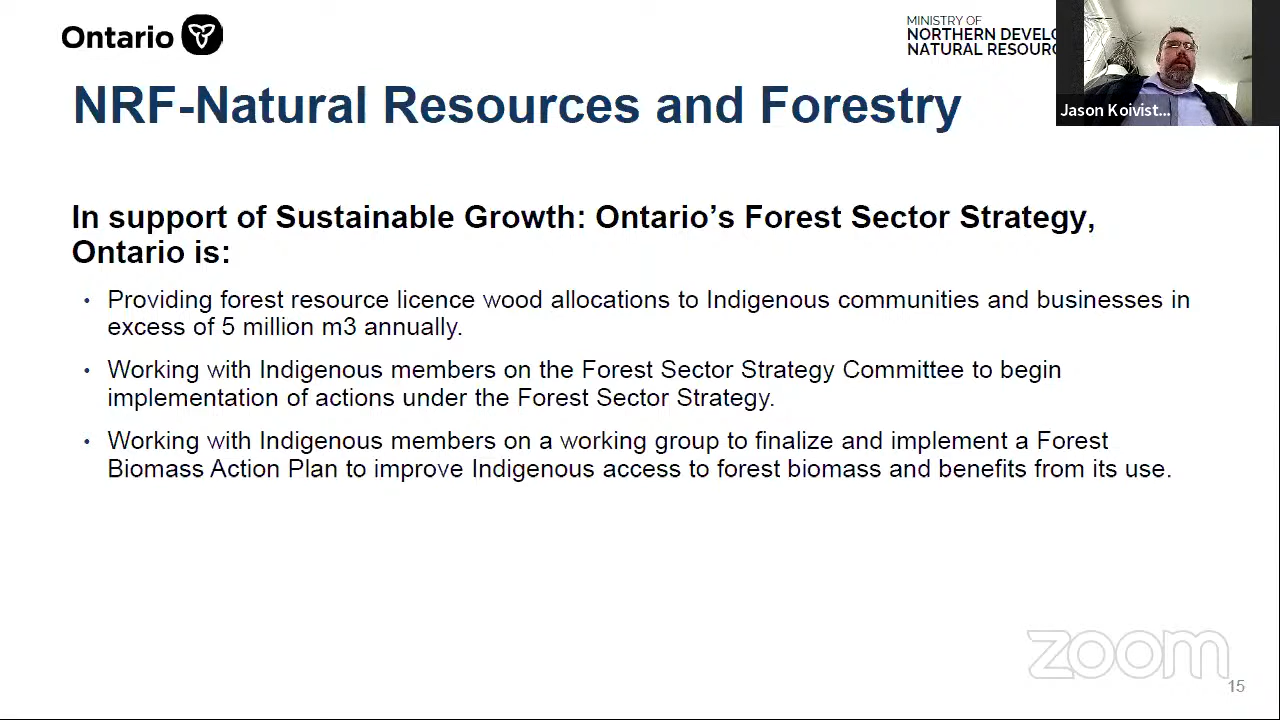 Ontario
MINISTRY OF
NORTHERN DEVELO
NATURAL RESOURC
Jason Koivist...
NRF-Natural Resources and Forestry
In support of Sustainable Growth: Ontario’s Forest Sector Strategy,
Ontario is:
• Providing forest resource licence wood allocations to Indigenous communities and businesses in
excess of 5 million m3 annually.
• Working with Indigenous members on the Forest Sector Strategy Committee to begin
implementation of actions under the Forest Sector Strategy.
• Working with Indigenous members on a working group to finalize and implement a Forest
Biomass Action Plan to improve Indigenous access to forest biomass and benefits from its use.
zoom
15